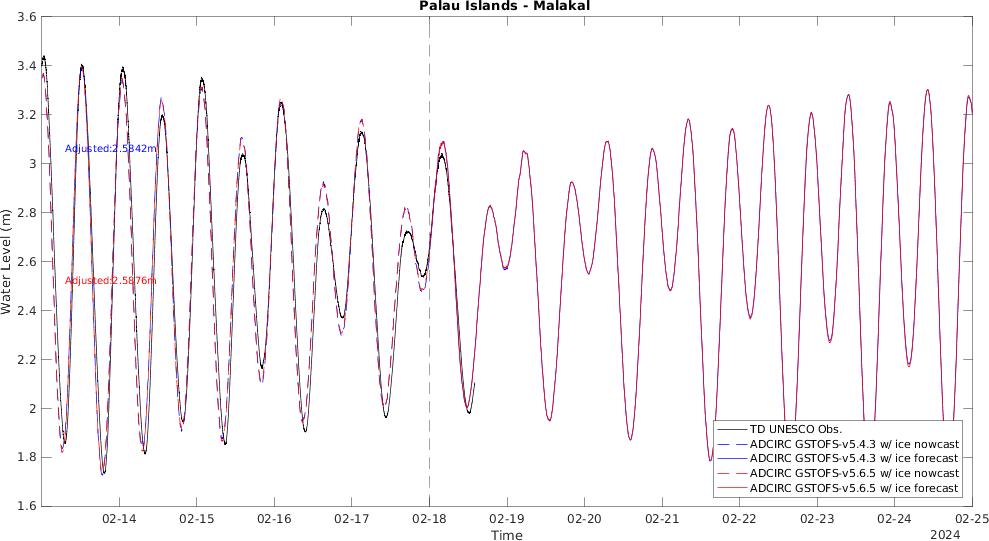 Palau Islands - Malakal
3.6
3.4
3.2
3
2.8
2.6
2.4
2.2
2
1.8
1.6
Water Level (m)
Adjusted:2.5842m
Adjusted:2.5876m
TD UNESCO Obs.
ADCIRC GSTOFS-v5.4.3 w/ ice nowcast
ADCIRC GSTOFS-v5.4.3 w/ ice forecast
ADCIRC GSTOFS-v5.6.5 w/ ice nowcast
ADCIRC GSTOFS-v5.6.5 w/ ice forecast
02-14 02-15 02-16 02-17 02-18 02-19 02-20 02-21 02-22 02-23 02-24 02-25
Time
2024